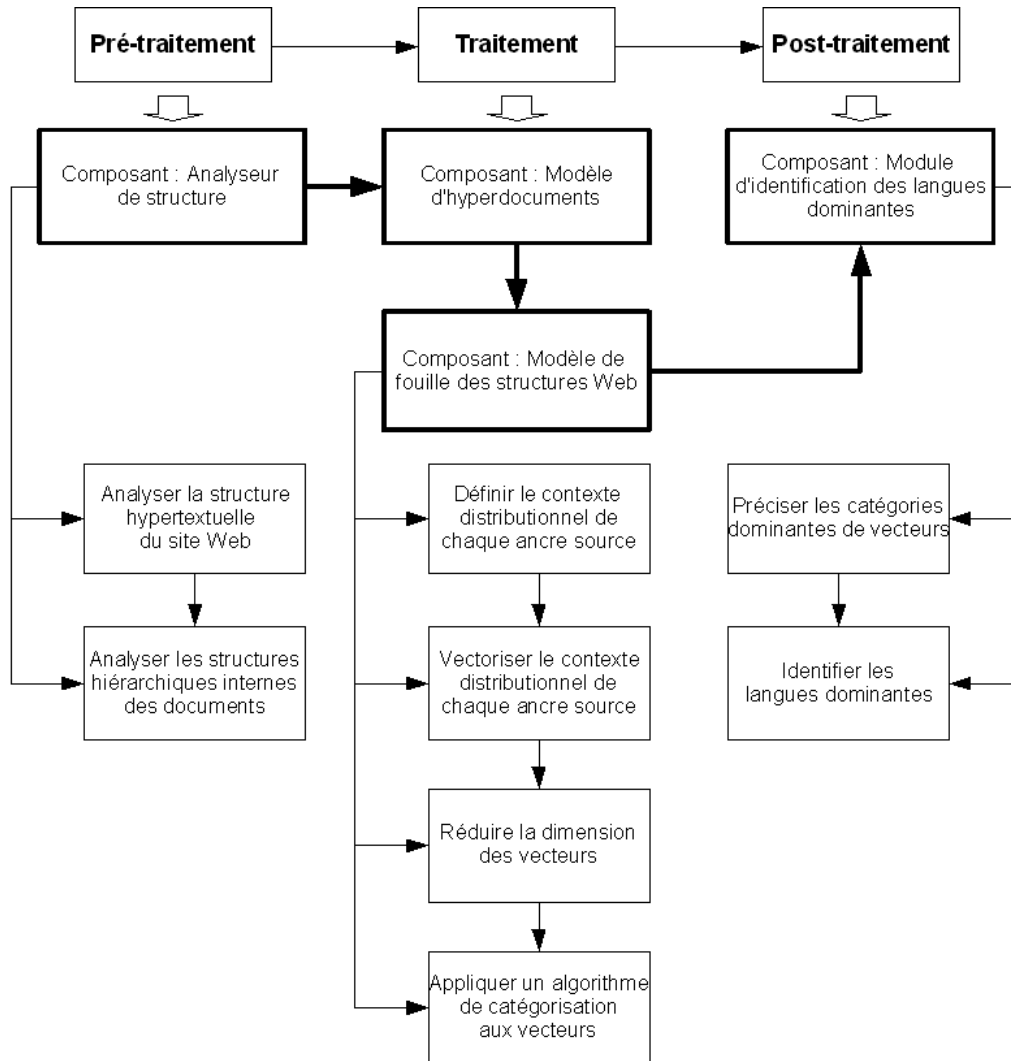 Pré-traitement
Traitement
Post-traitement
Composant : Analyseur
de structure
Composant : Modèle
d'hyperdocuments
Composant : Module
d'identification des langues
dominantes
Composant : Modèle de
fouille des structures Web
Analyser la structure
hypertextuelle
du site Web
Définir le contexte
distributionnel de
chaque ancre source
Préciser les catégories
dominantes de vecteurs
Analyser les structures
hiérarchiques internes
des documents
Vectoriser le contexte
distributionnel de
chaque ancre source
Identifier les
langues dominantes
Réduire la dimension
des vecteurs
Appliquer un algorithme
de catégorisation
aux vecteurs